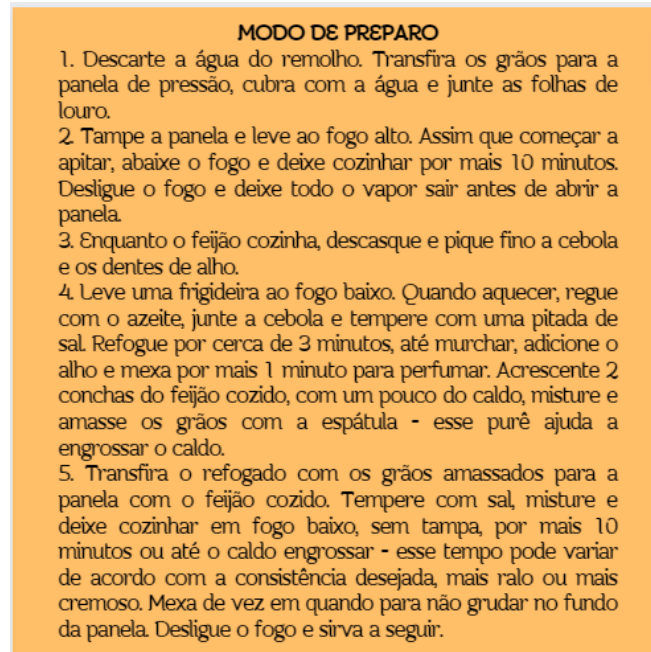 MODO DE PREPARO
1. Descarte a água do remolho. Transfira os grãos para a
panela de pressão, cubra com a água e junte as folhas de
louro.
2. Tampe a panela e leve ao fogo alto. Assim que começar a
apitar, abaixe o fogo e deixe cozinhar por mais 10 minutos.
Desligue o fogo e deixe todo o vapor sair antes de abrir a
panela.
3. Enquanto o feijão cozinha, descasque e pique fino a cebola
e os dentes de alho.
4. Leve uma frigideira ao fogo baixo. Quando aquecer, regue
com o azeite, junte a cebola e tempere com uma pitada de
sal. Refogue por cerca de 3 minutos, até murchar, adicione o
alho e mexa por mais 1 minuto para perfumar. Acrescente 2
conchas do feijão cozido, com um pouco do caldo, misture e
amasse os grãos com a espátula - esse purê ajuda a
engrossar o caldo.
5. Transfira o refogado com os grãos amassados para a
panela com o feijão cozido. Tempere com sal, misture e
deixe cozinhar em fogo baixo, sem tampa, por mais 10
minutos ou até o caldo engrossar - esse tempo pode variar
de acordo com a consistência desejada, mais ralo ou mais
cremoso. Mexa de vez em quando para não grudar no fundo
da panela. Desligue o fogo e sirva a seguir.